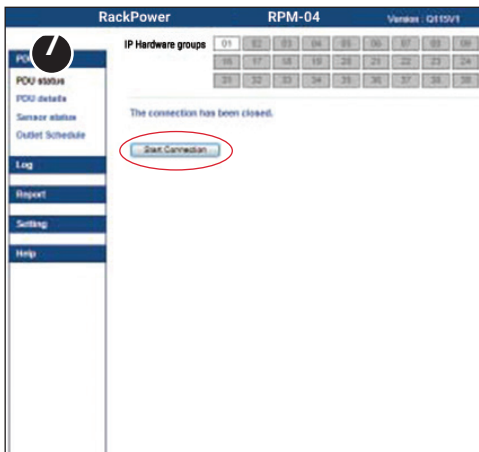 RackPower RPM-04 Version : Q115V1
IP Hardware groups 01 02 03 04 05 06 07 08 09
16 17 18 19 20 21 22 23 24
31 32 33 34 35 36 37 38 39
PDU status
PDU details
Sensor status
Outlet Schedule
The connection has been closed.
Start Connection
Log
Report
Setting
Help